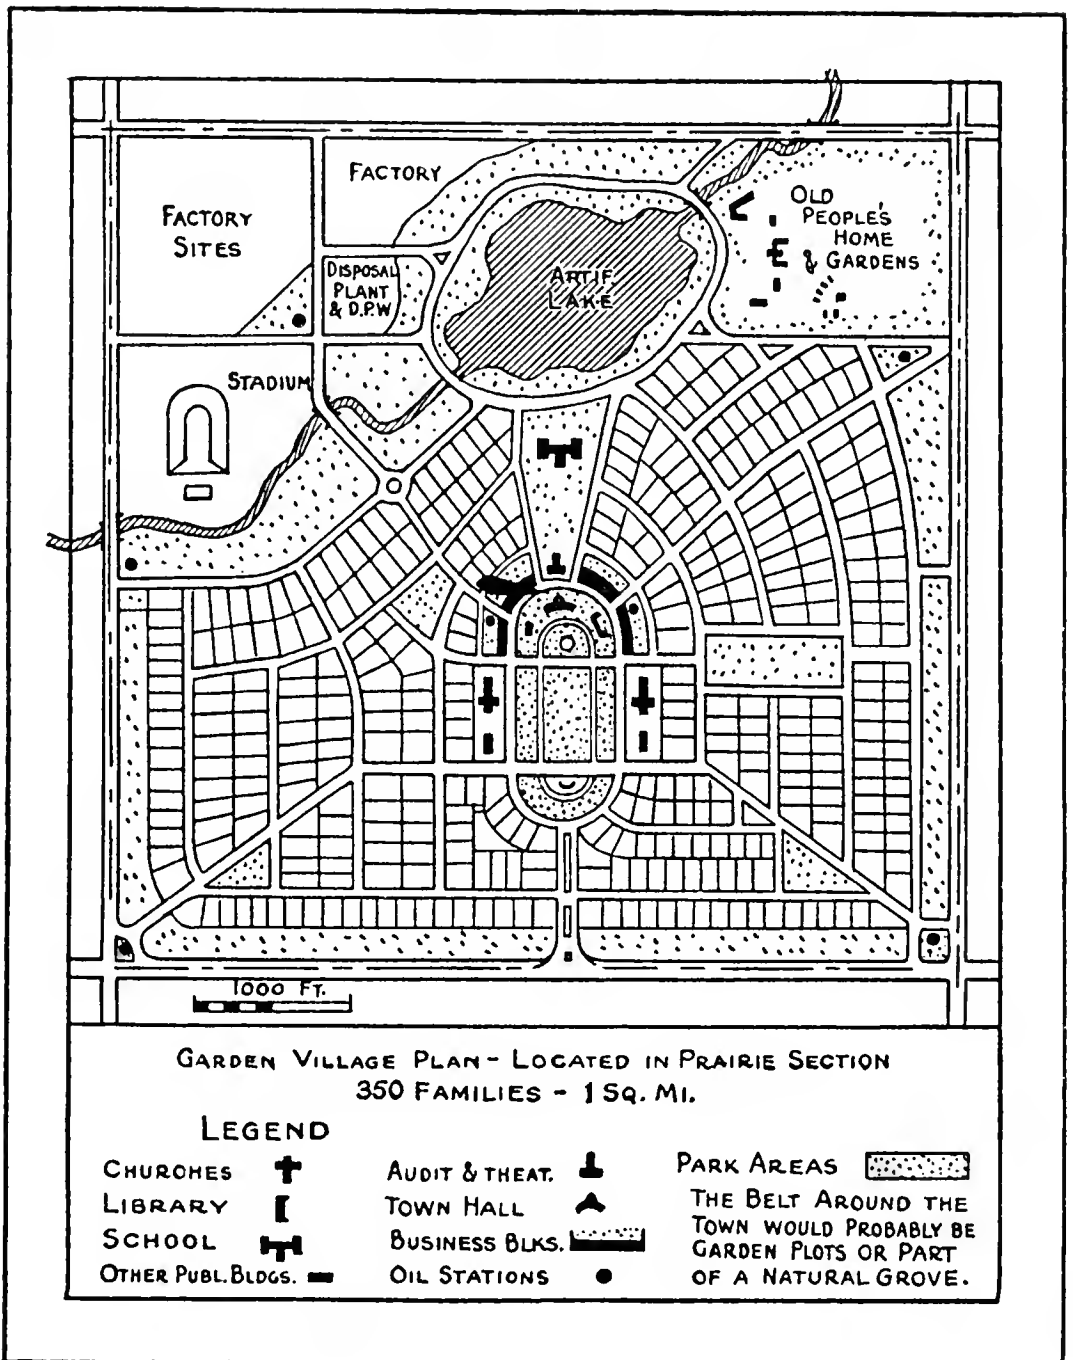 FACTORY
FACTORY
SITES
OLD
PEOPLE'S
HOME
& GARDENS
DISPOSAL
PLANT
& D.P.W
ARTIF.
LAKE
STADIUM
1000 FT.
GARDEN VILLAGE PLAN - LOCATED IN PRAIRIE SECTION
350 FAMILIES - 1 SQ. MI.
LEGEND
CHURCHES
LIBRARY
SCHOOL
OTHER PUBL. BLDGS.
AUDIT & THEAT.
TOWN HALL
BUSINESS BLKS.
OIL STATIONS
PARK AREAS
THE BELT AROUND THE
TOWN WOULD PROBABLY BE
GARDEN PLOTS OR PART
OF A NATURAL GROVE.